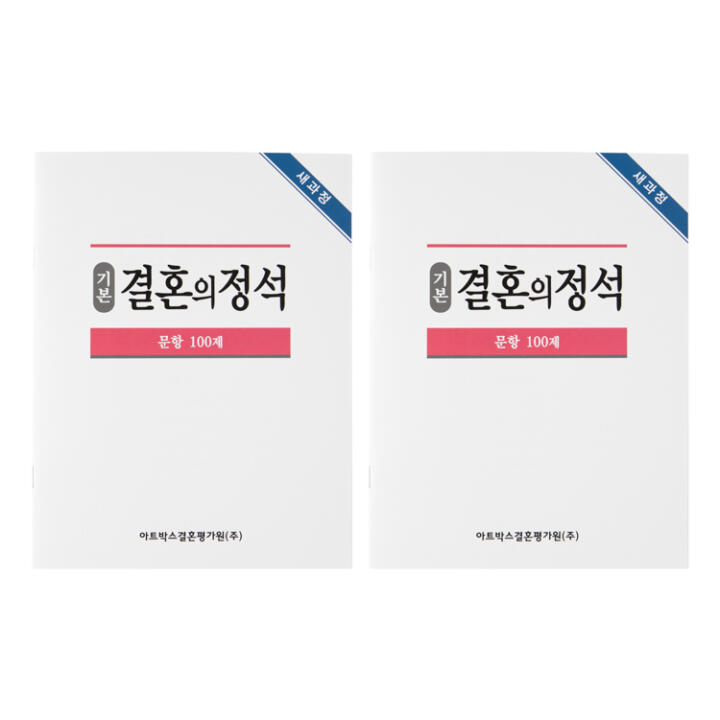 새과정
기본 결혼의정석
문항 100제
아트박스결혼평가원(주)
새과정
기본 결혼의정석
문항 100제
아트박스결혼평가원(주)